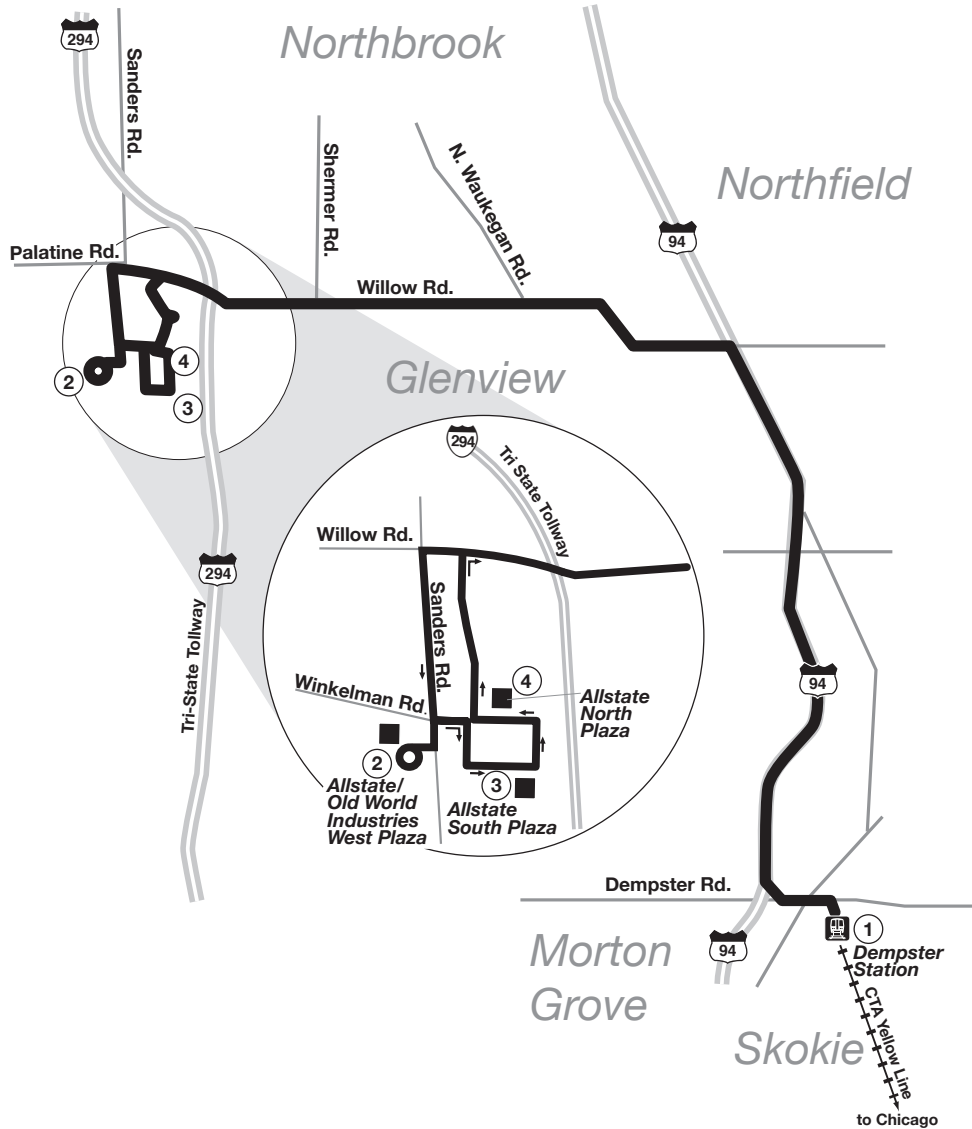 294
Sanders Rd.
Northbrook
Shermer Rd.
N. Waukegan Rd.
Northfield
94
Palatine Rd.
Willow Rd.
4
2
3
Glenview
294
Tri State Tollway
Willow Rd.
Sanders Rd.
294
Tri-State Tollway
Winkelman Rd.
4
Allstate
North
Plaza
2
Allstate/
Old World
Industries
West Plaza
3
Allstate
South Plaza
94
Dempster Rd.
1
Dempster
Station
94
Morton
Grove
Skokie
CTA Yellow Line
to Chicago